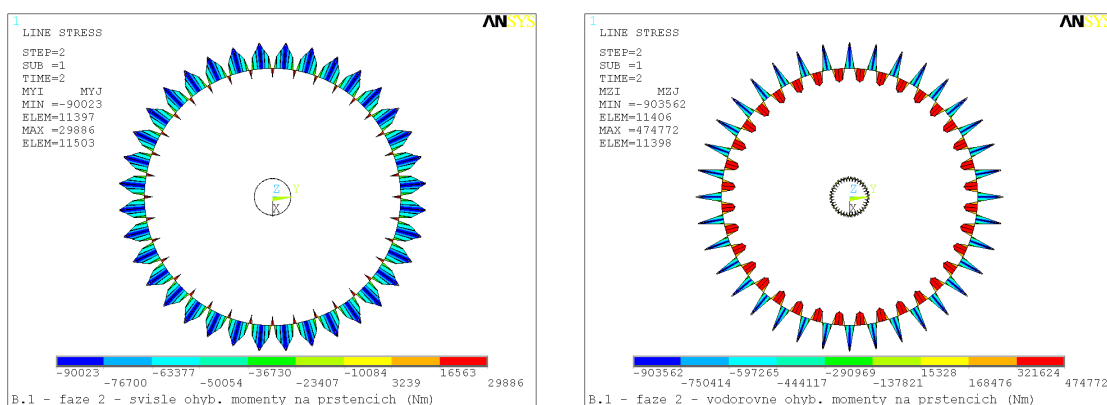 1
ANSYS
LINE STRESS
STEP=2
SUB =1
TIME=2
MYI MYJ
MIN =-90023
ELEM=11397
MAX =29886
ELEM=11503
Z Y
X
-90023 -63377 -36730 -10084 16563
-76700 -50054 -23407 3239 29886
B.1 - faze 2 - svisle ohyb. momenty na prstencich (Nm)
1
ANSYS
LINE STRESS
STEP=2
SUB =1
TIME=2
MZI MZJ
MIN =-903562
ELEM=11406
MAX =474772
ELEM=11398
Z Y
X
-903562 -597265 -290969 15328 321624
-750414 -444117 -137821 168476 474772
B.1 - faze 2 - vodorovne ohyb. momenty na prstencich (Nm)